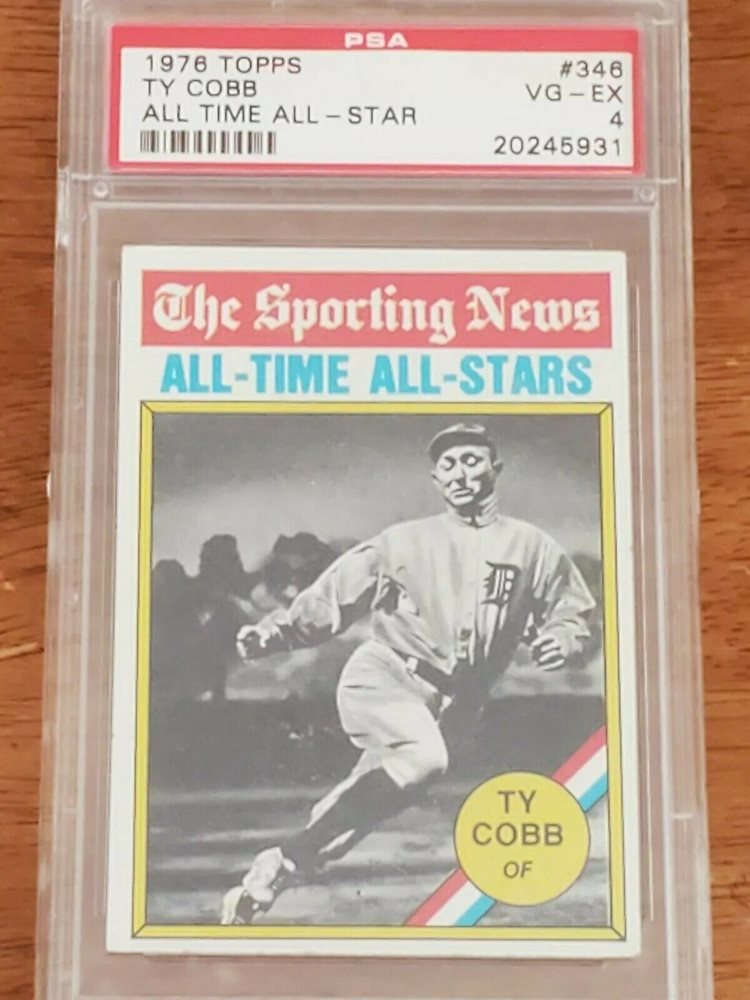 PSA
1976 TOPPS #346
TY COBB VG-EX
ALL TIME ALL-STAR 4
20245931
The Sporting News
ALL-TIME ALL-STARS
D
TY
COBB
OF